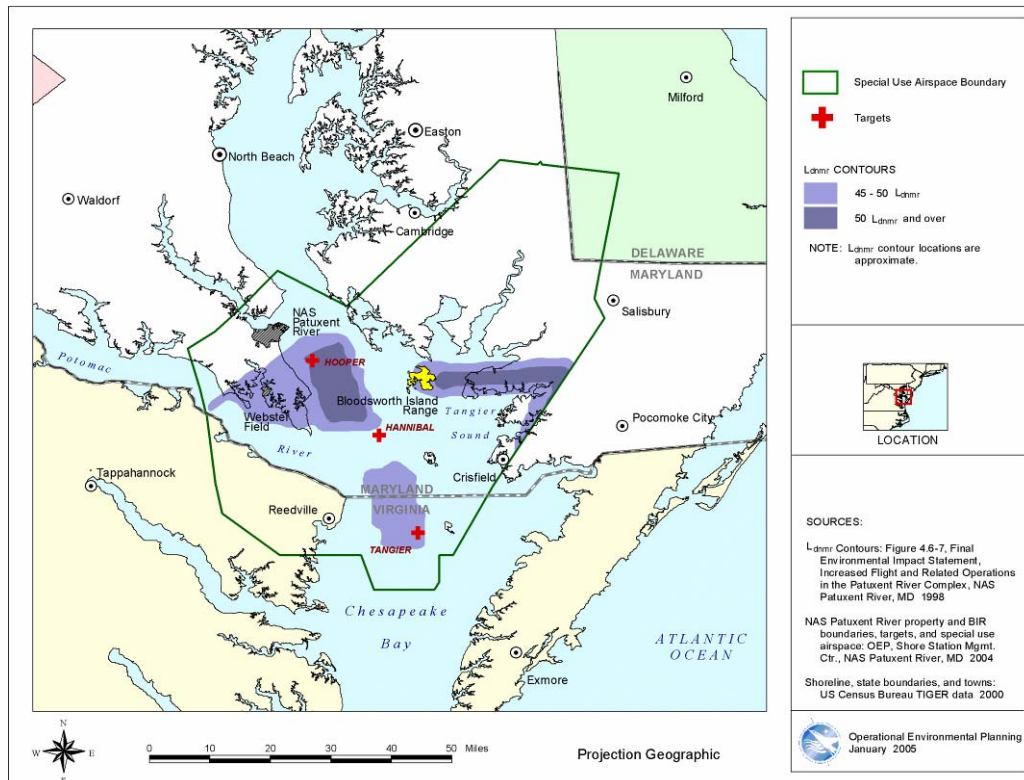 Milford
Easton
North Beach
Waldorf
Cambridge
DELAWARE
MARYLAND
NAS
Patuxent
River
Salisbury
Potomac
HOOPER
Bloodsworth Island
Range
Webster
Field
Tangier
Sound
HANNIBAL
Pocomoke City
River
Crisfield
Tappahannock
MARYLAND
VIRGINIA
Reedville
TANGIER
Chesapeake
Bay
ATLANTIC
OCEAN
Exmore
N
W E
S
0 10 20 30 40 50 Miles
Projection Geographic
Special Use Airspace Boundary
Targets
Ldnmr CONTOURS
45 - 50 Ldnmr
50 Ldnmr and over
NOTE: Ldnmr contour locations are
approximate.
LOCATION
SOURCES:
Ldnmr Contours: Figure 4.6-7, Final
Environmental Impact Statement,
Increased Flight and Related Operations
in the Patuxent River Complex, NAS
Patuxent River, MD 1998
NAS Patuxent River property and BIR
boundaries, targets, and special use
airspace: OEP, Shore Station Mgmt.
Ctr., NAS Patuxent River, MD 2004
Shoreline, state boundaries, and towns:
US Census Bureau TIGER data 2000
Operational Environmental Planning
January 2005